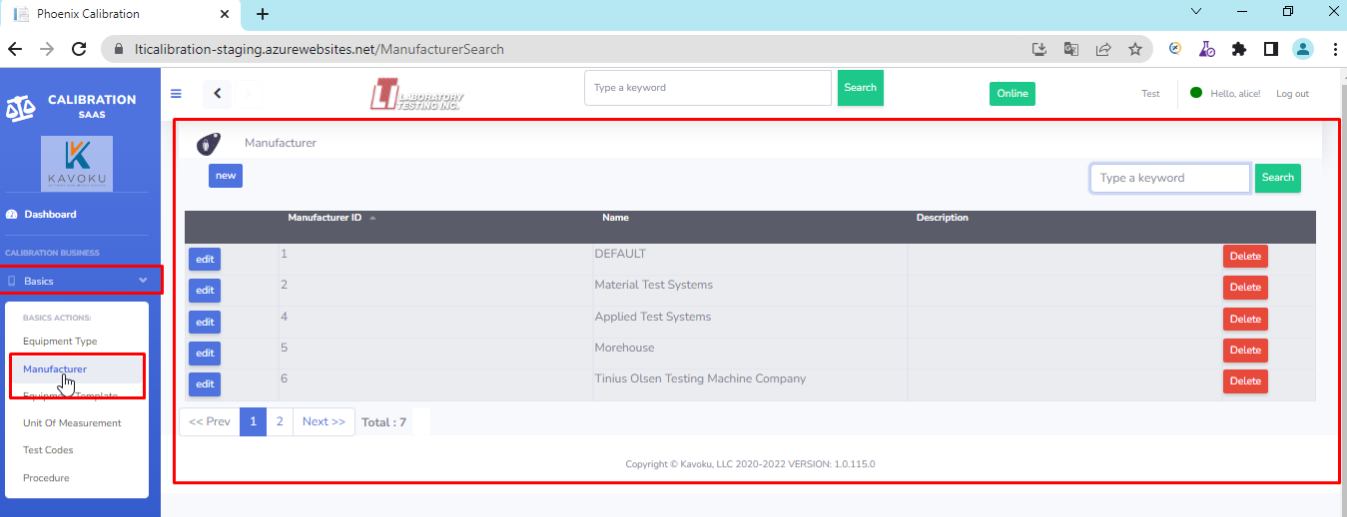 Phoenix Calibration
lticalibration-staging.azurewebsites.net/ManufacturerSearch
CALIBRATION
SAAS
KAVOKU
Dashboard
CALIBRATION BUSINESS
Basics
BASICS ACTIONS:
Equipment Type
Manufacturer
Equipment Template
Unit Of Measurement
Test Codes
Procedure
LABORATORY
TESTING INC.
Type a keyword Search Online Test Hello, alice! Log out
Manufacturer
new Type a keyword Search
Manufacturer ID Name Description
edit 1 DEFAULT Delete
edit 2 Material Test Systems Delete
edit 4 Applied Test Systems Delete
edit 5 Morehouse Delete
edit 6 Tinius Olsen Testing Machine Company Delete
<< Prev 1 2 Next >> Total : 7
Copyright © Kavoku, LLC 2020-2022 VERSION: 1.0.115.0